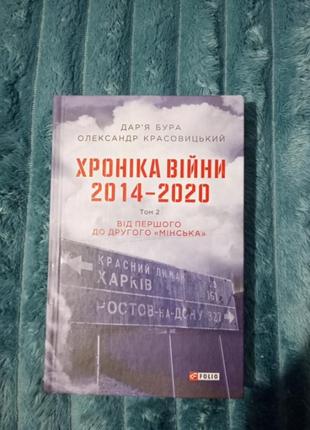 ДАР'Я БУРА
ОЛЕКСАНДР КРАСОВИЦЬКИЙ
ХРОНІКА ВІЙНИ
2014–2020
Том 2
ВІД ПЕРШОГО
ДО ДРУГОГО «МІНСЬКА»
КРАСНИЙ ЛИМАН
ХАРКІВ
РОСТОВ-НА-ДОНУ 327
FOLIO